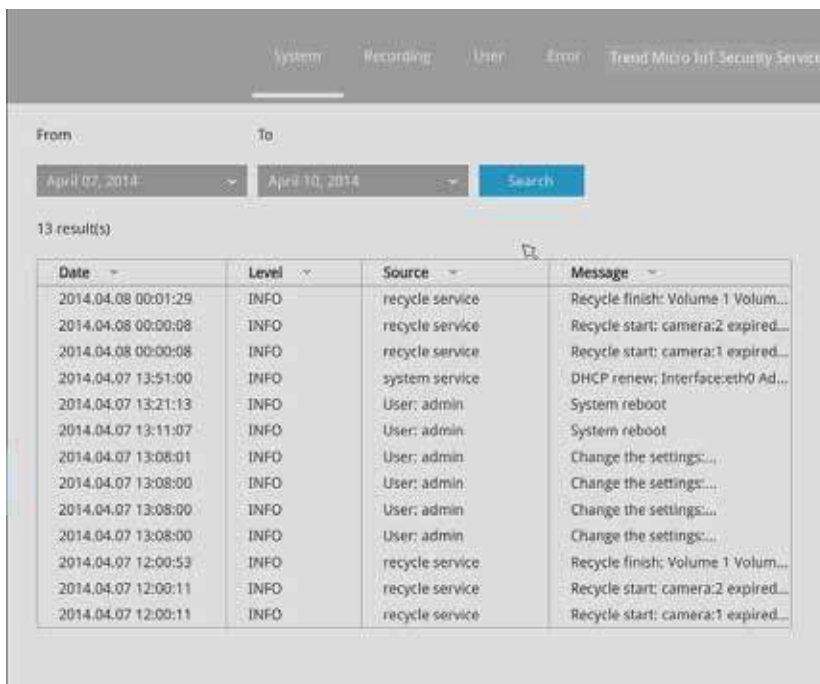 System Recording User Error Trend Micro IoT Security Service
From To
April 07, 2014 April 10, 2014 Search
13 result(s)
Date Level Source Message
2014.04.08 00:01:29 INFO recycle service Recycle finish: Volume 1 Volum...
2014.04.08 00:00:08 INFO recycle service Recycle start: camera:2 expired...
2014.04.08 00:00:08 INFO recycle service Recycle start: camera:1 expired...
2014.04.07 13:51:00 INFO system service DHCP renew: Interface:eth0 Ad...
2014.04.07 13:21:13 INFO User: admin System reboot
2014.04.07 13:11:07 INFO User: admin System reboot
2014.04.07 13:08:01 INFO User: admin Change the settings:...
2014.04.07 13:08:00 INFO User: admin Change the settings:...
2014.04.07 13:08:00 INFO User: admin Change the settings:...
2014.04.07 13:08:00 INFO User: admin Change the settings:...
2014.04.07 12:00:53 INFO recycle service Recycle finish: Volume 1 Volum...
2014.04.07 12:00:11 INFO recycle service Recycle start: camera:2 expired...
2014.04.07 12:00:11 INFO recycle service Recycle start: camera:1 expired...